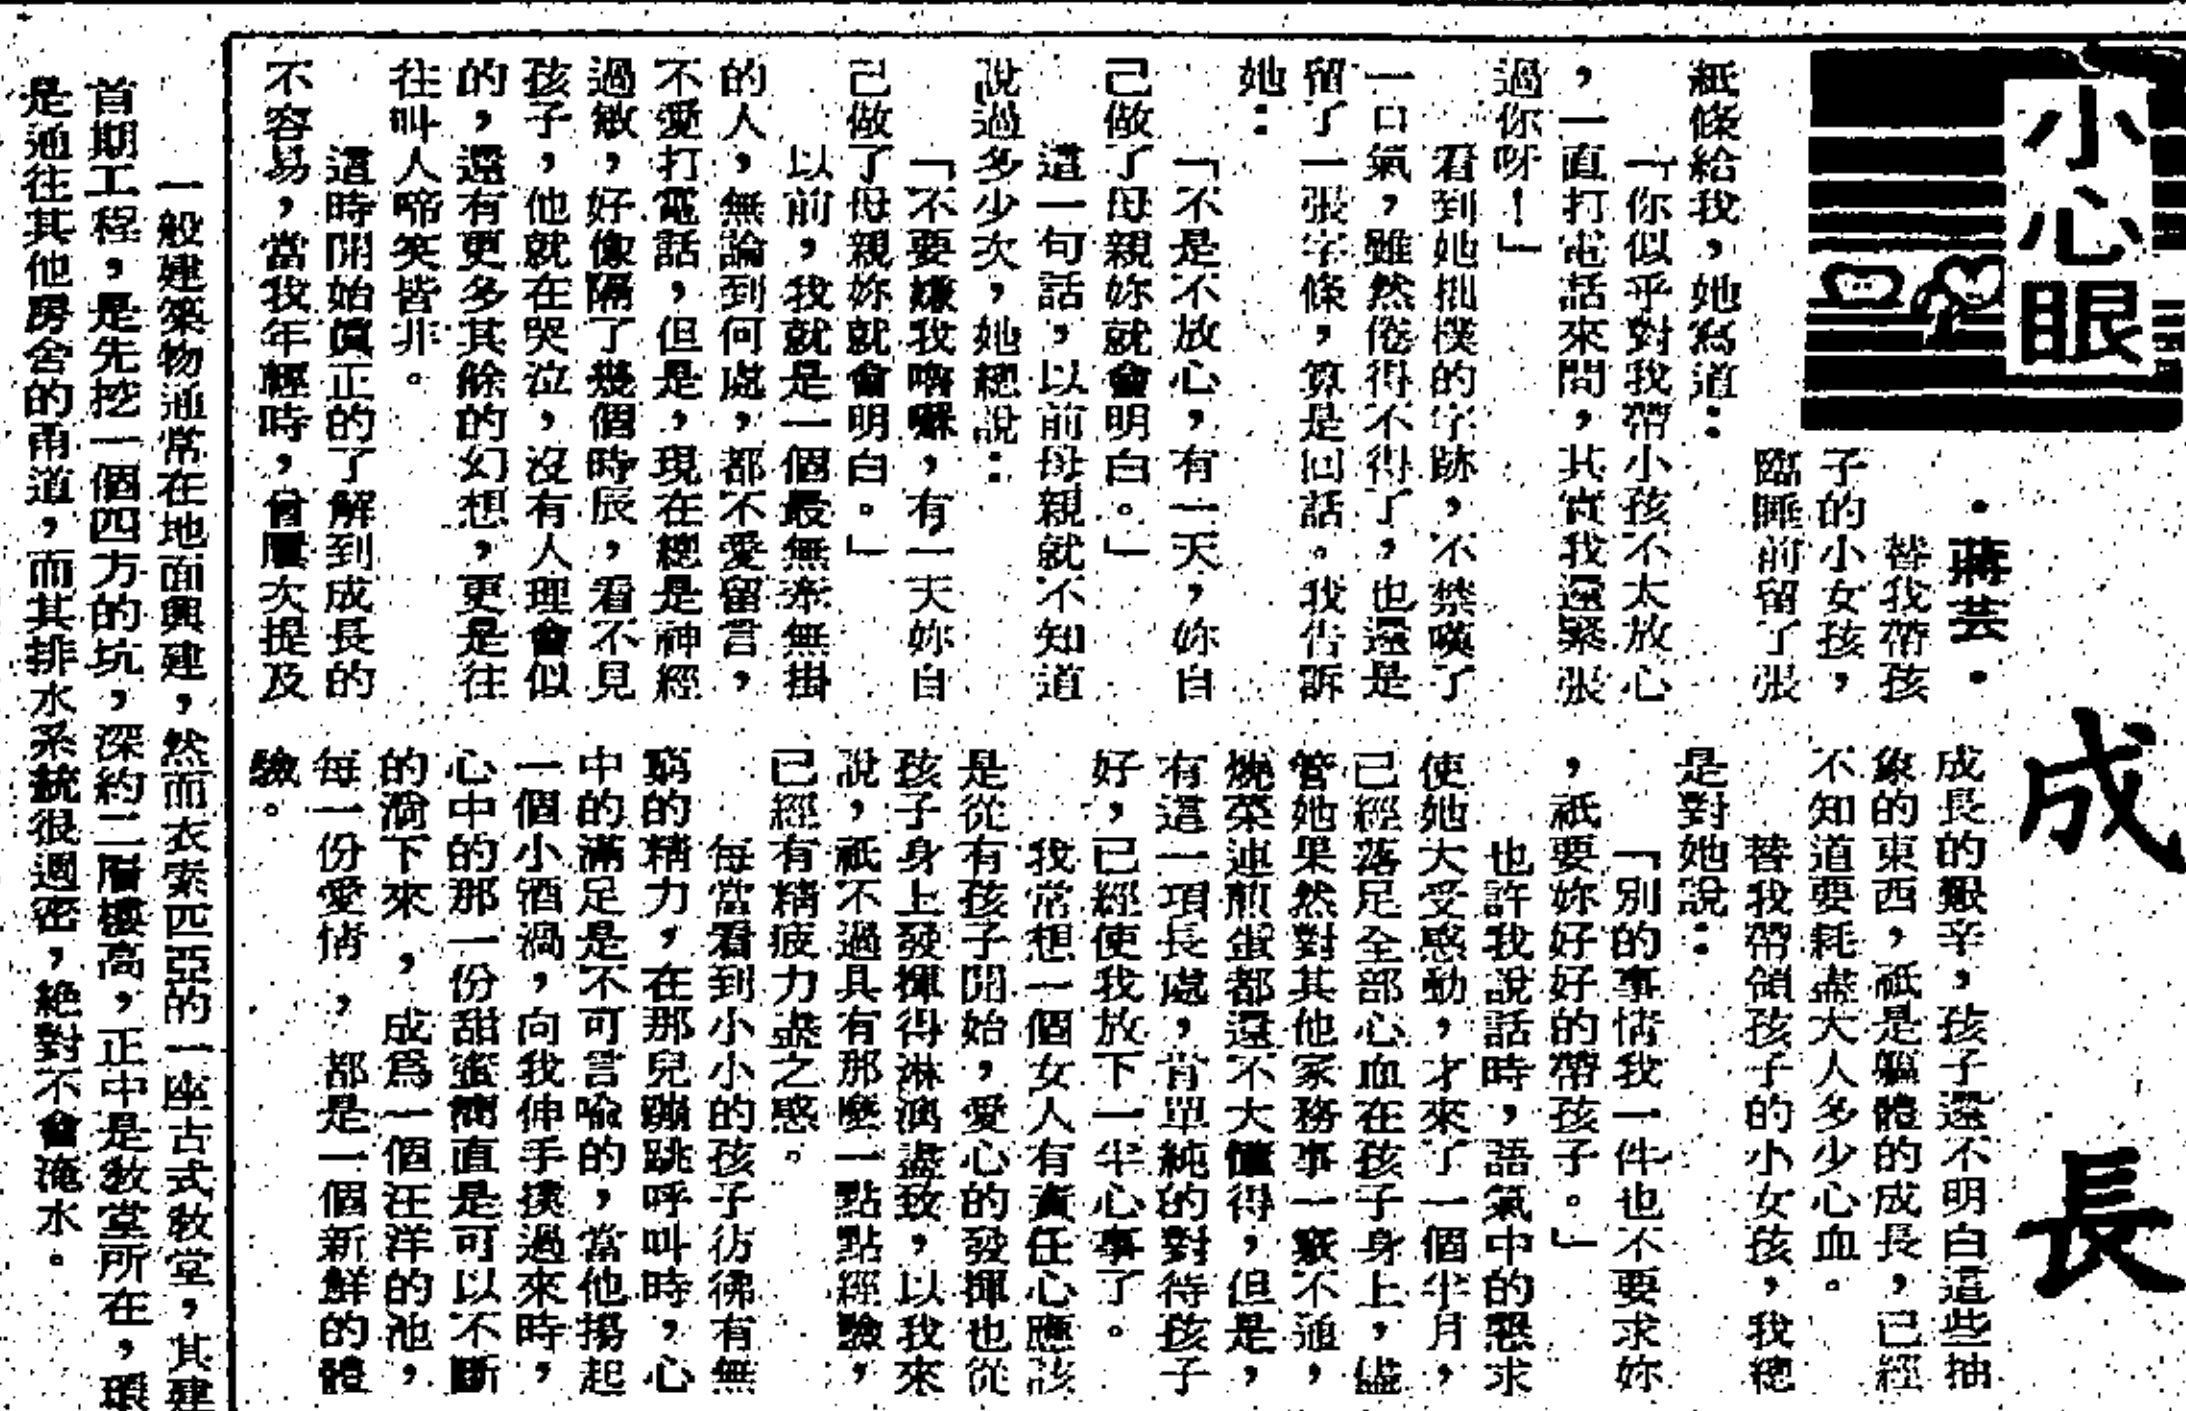 小心眼
成長
·蔣芸·
替我帶孩
子的小女孩，
臨睡前留了張
紙條給我，她寫道：
「你似乎對我帶小孩不太放心
，一直打電話來問，其實我還緊張
過你呀！」
看到她拙樸的字跡，不禁嘆了
一口氣，雖然倦得不得了，也還是
留了一張字條，算是回話。我告訴
她：
「不是不放心，有一天，妳自
己做了母親妳就會明白。」
這一句話，以前母親就不知道
說過多少次，她總說：
「不要嫌我嚕囌，有一天妳自
己做了母親妳就會明白。」
以前，我就是一個最無牽無掛
的人，無論到何處，都不愛留言，
不愛打電話，但是，現在總是神經
過敏，好像隔了幾個時辰，看不見
孩子，他就在哭泣，沒有人理會似
的，還有更多其餘的幻想，更是往
往叫人啼笑皆非。
這時開始眞正的了解到成長的
不容易，當我年輕時，曾屢次提及
成長的艱辛，孩子還不明白這些抽
象的東西，祇是軀體的成長，已經
不知道要耗盡大人多少心血。
替我帶領孩子的小女孩，我總
是對她說：
「別的事情我一件也不要求妳
，祇要妳好好的帶孩子。」
也許我說話時，語氣中的懇求
使她大受感動，才來了一個半月，
已經落足全部心血在孩子身上，儘
管她果然對其他家務事一竅不通，
燒菜連煎蛋都還不大懂得，但是，
有這一項長處，肯單純的對待孩子
好，已經使我放下一半心事了。
我常想一個女人有責任心應該
是從有孩子開始，愛心的發揮也從
孩子身上發揮得淋漓盡致，以我來
說，祇不過具有那麼一點點經驗，
已經有精疲力盡之感。
每當看到小小的孩子彷彿有無
窮的精力，在那兒蹦跳呼叫時，心
中的滿足是不可言喻的，當他揚起
一個小酒渦，向我伸手撲過來時，
心中的那一份甜蜜簡直是可以不斷
的淌下來，成爲一個汪洋的池，
每一份愛情，都是一個新鮮的體
驗。
一般建築物通常在地面興建，然而衣索匹亞的一座古式教堂，其建
首期工程，是先挖一個四方的坑，深約二層樓高，正中是教堂所在，環
是通往其他房舍的甬道，而其排水系統很週密，絕對不會淹水。